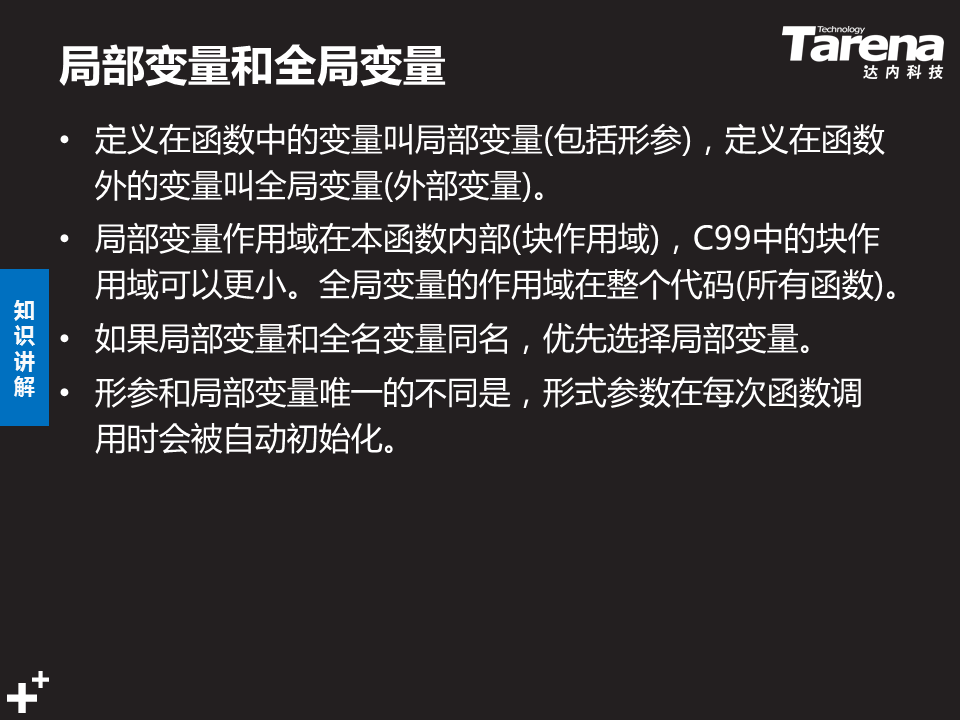 局部变量和全局变量
Technology
Tarena
达内科技
• 定义在函数中的变量叫局部变量(包括形参)，定义在函数
外的变量叫全局变量(外部变量)。
• 局部变量作用域在本函数内部(块作用域)，C99中的块作
用域可以更小。全局变量的作用域在整个代码(所有函数)。
• 如果局部变量和全名变量同名，优先选择局部变量。
• 形参和局部变量唯一的不同是，形式参数在每次函数调
用时会被自动初始化。
知
识
讲
解